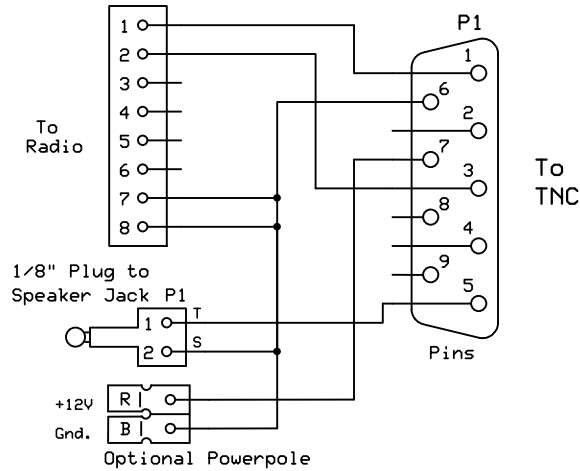 P1
1
2
3
4
5
6
7
8
To
Radio
1
6
2
7
3
8
4
9
5
To
TNC
Pins
1/8" Plug to
Speaker Jack P1
1 T
2 S
+12V R
Gnd. B
Optional Powerpole